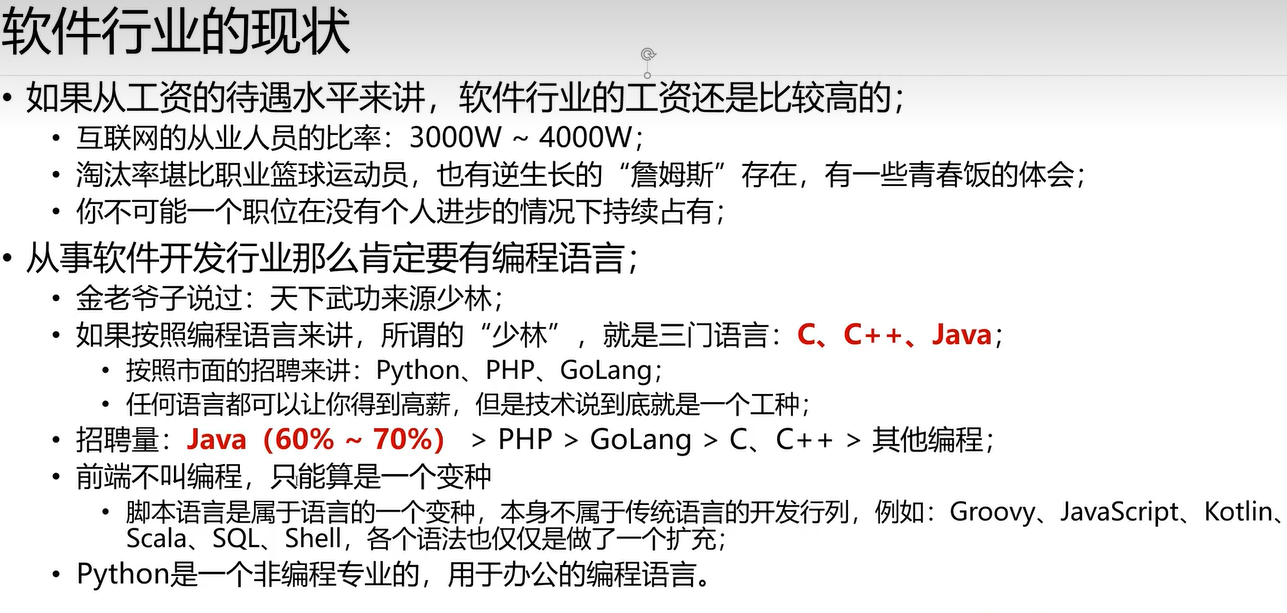 软件行业的现状
• 如果从工资的待遇水平来讲，软件行业的工资还是比较高的；
• 互联网的从业人员的比率：3000W ~ 4000W；
• 淘汰率堪比职业篮球运动员，也有逆生长的“詹姆斯”存在，有一些青春饭的体会；
• 你不可能一个职位在没有个人进步的情况下持续占有；
• 从事软件开发行业那么肯定要有编程语言；
• 金老爷子说过：天下武功来源少林；
• 如果按照编程语言来讲，所谓的“少林”，就是三门语言：C、C++、Java；
• 按照市面的招聘来讲：Python、PHP、GoLang；
• 任何语言都可以让你得到高薪，但是技术说到底就是一个工种；
• 招聘量：Java（60% ~ 70%） > PHP > GoLang > C、C++ > 其他编程；
• 前端不叫编程，只能算是一个变种
• 脚本语言是属于语言的一个变种，本身不属于传统语言的开发行列，例如：Groovy、JavaScript、Kotlin、
Scala、SQL、Shell，各个语法也仅仅是做了一个扩充；
• Python是一个非编程专业的，用于办公的编程语言。